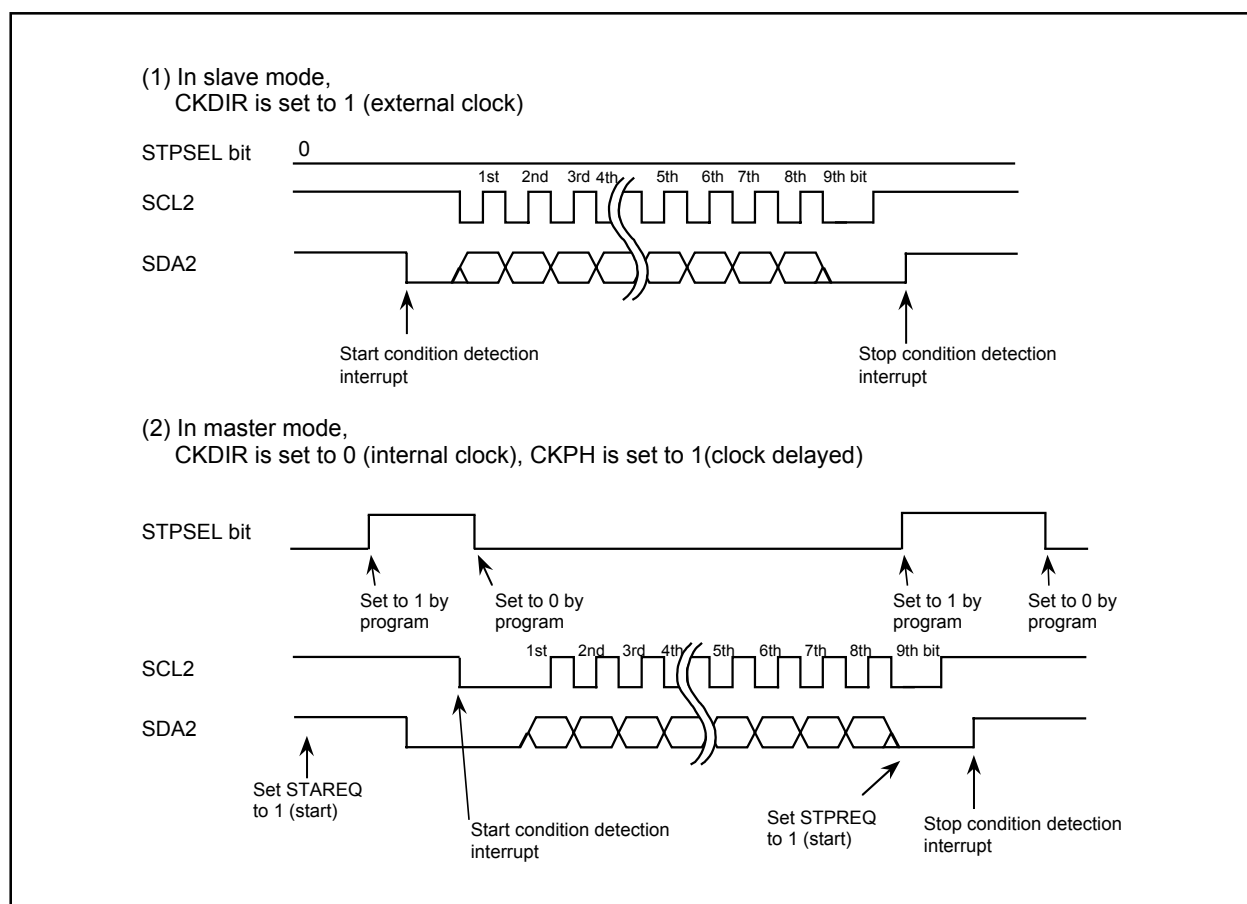 (1) In slave mode,
CKDIR is set to 1 (external clock)
STPSEL bit
0
1st 2nd 3rd 4th 5th 6th 7th 8th 9th bit
SCL2
SDA2
Start condition detection
interrupt
Stop condition detection
interrupt
(2) In master mode,
CKDIR is set to 0 (internal clock), CKPH is set to 1(clock delayed)
STPSEL bit
Set to 1 by
program
Set to 0 by
program
Set to 1 by
program
Set to 0 by
program
1st 2nd 3rd 4th 5th 6th 7th 8th 9th bit
SCL2
SDA2
Set STAREQ
to 1 (start)
Start condition detection
interrupt
Set STPREQ
to 1 (start)
Stop condition detection
interrupt